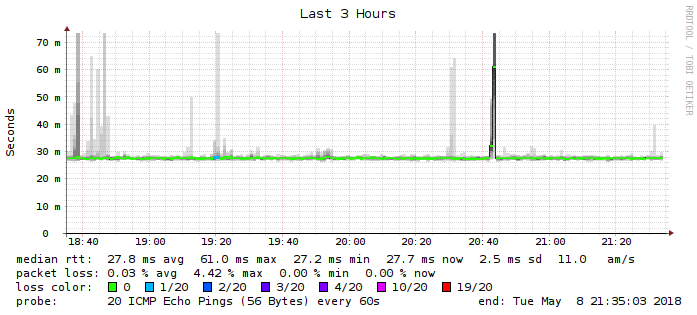 Last 3 Hours
RRDTOOL / TOBI OETIKER
Seconds
70 m
60 m
50 m
40 m
30 m
20 m
10 m
0
18:40 19:00 19:20 19:40 20:00 20:20 20:40 21:00 21:20
median rtt: 27.8 ms avg 61.0 ms max 27.2 ms min 27.7 ms now 2.5 ms sd 11.0 am/s
packet loss: 0.03 % avg 4.42 % max 0.00 % min 0.00 % now
loss color: 0 1/20 2/20 3/20 4/20 10/20 19/20
probe: 20 ICMP Echo Pings (56 Bytes) every 60s end: Tue May 8 21:35:03 2018